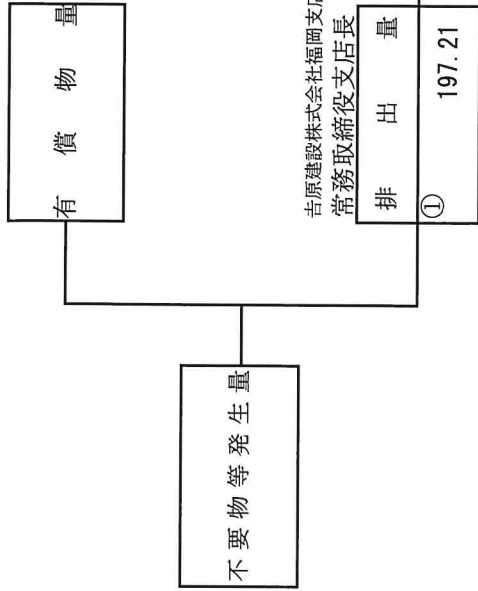 有償物量
不要物等発生量
吉原建設株式会社福岡支店
常務取締役支店長
排出量
①
197.21